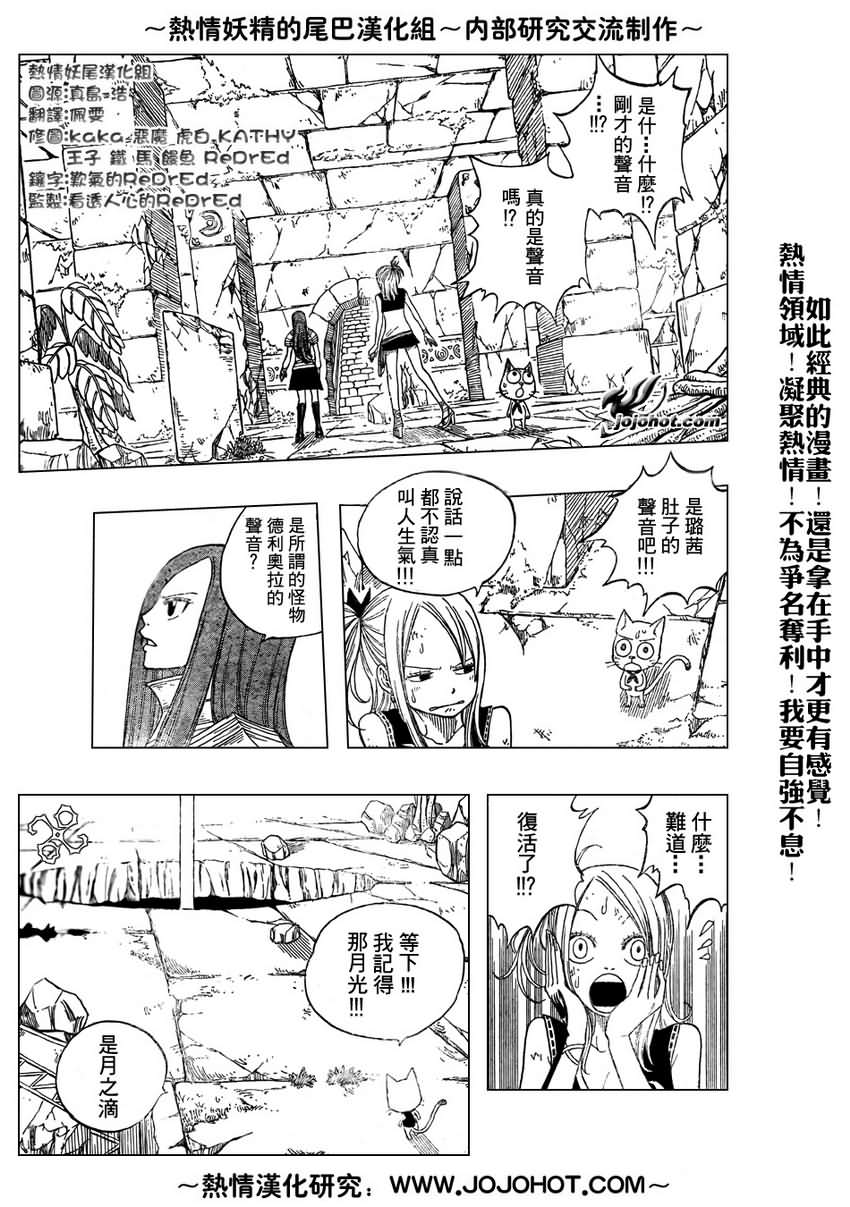 ～熱情妖精的尾巴漢化組～内部研究交流制作～
熱情妖尾漢化組
圖源:真島=浩
翻譯:佩雯
修圖:kaka 惡魔 虎白 KATHY
王子 鐵 馬 鱷魚 ReDrEd
鑲字:歎氣的ReDrEd
監製:看透人心的ReDrEd
是什…什麼!?
剛才的聲音
…!!?
真的是聲音
嗎!?
jojohot.com
是璐茜
肚子的
聲音吧!!!
說話一點
都不認真
叫人生氣!!!
是所謂的怪物
德利奧拉的
聲音?
什麼…
難道…
復活了!!?
等下!!!
我記得
那月光!!!
是月之滴
如此經典的漫畫！還是拿在手中才更有感覺！
熱情領域！凝聚熱情！不為爭名奪利！我要自強不息！
～熱情漢化研究：WWW.JOJOHOT.COM～